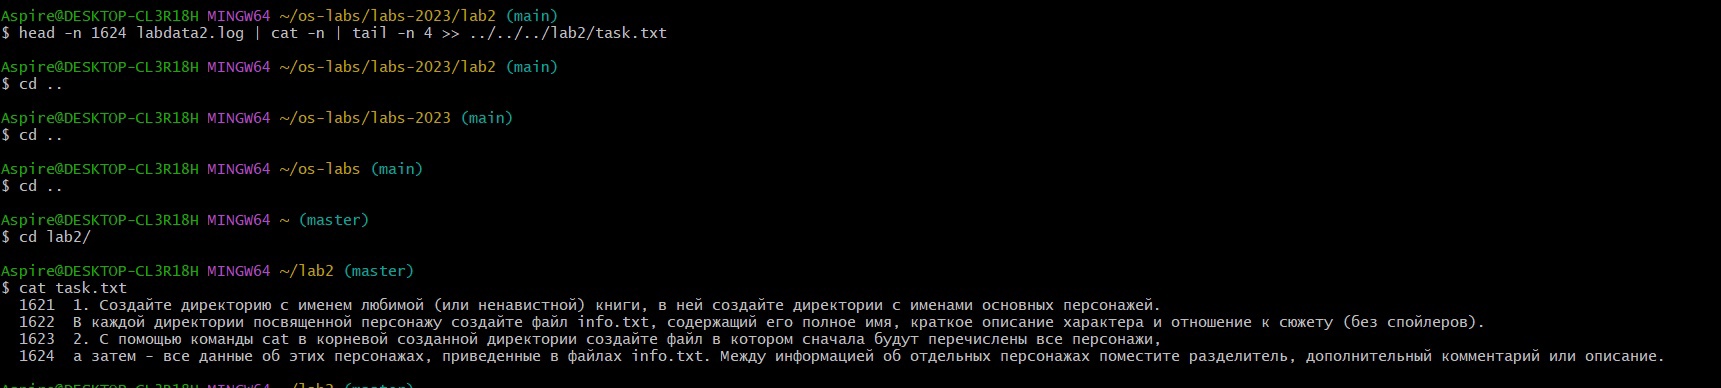 Aspire@DESKTOP-CL3R18H MINGW64 ~/os-labs/labs-2023/lab2 (main)
$ head -n 1624 labdata2.log | cat -n | tail -n 4 >> ../../../lab2/task.txt
Aspire@DESKTOP-CL3R18H MINGW64 ~/os-labs/labs-2023/lab2 (main)
$ cd ..
Aspire@DESKTOP-CL3R18H MINGW64 ~/os-labs/labs-2023 (main)
$ cd ..
Aspire@DESKTOP-CL3R18H MINGW64 ~/os-labs (main)
$ cd ..
Aspire@DESKTOP-CL3R18H MINGW64 ~ (master)
$ cd lab2/
Aspire@DESKTOP-CL3R18H MINGW64 ~/lab2 (master)
$ cat task.txt
1621 1. Создайте директорию с именем любимой (или ненавистной) книги, в ней создайте директории с именами основных персонажей.
1622 В каждой директории посвященной персонажу создайте файл info.txt, содержащий его полное имя, краткое описание характера и отношение к сюжету (без спойлеров).
1623 2. С помощью команды cat в корневой созданной директории создайте файл в котором сначала будут перечислены все персонажи,
1624 а затем - все данные об этих персонажах, приведенные в файлах info.txt. Между информацией об отдельных персонажах поместите разделитель, дополнительный комментарий или описание.
Aspire@DESKTOP-CL3R18H MINGW64 ~/lab2 (master)